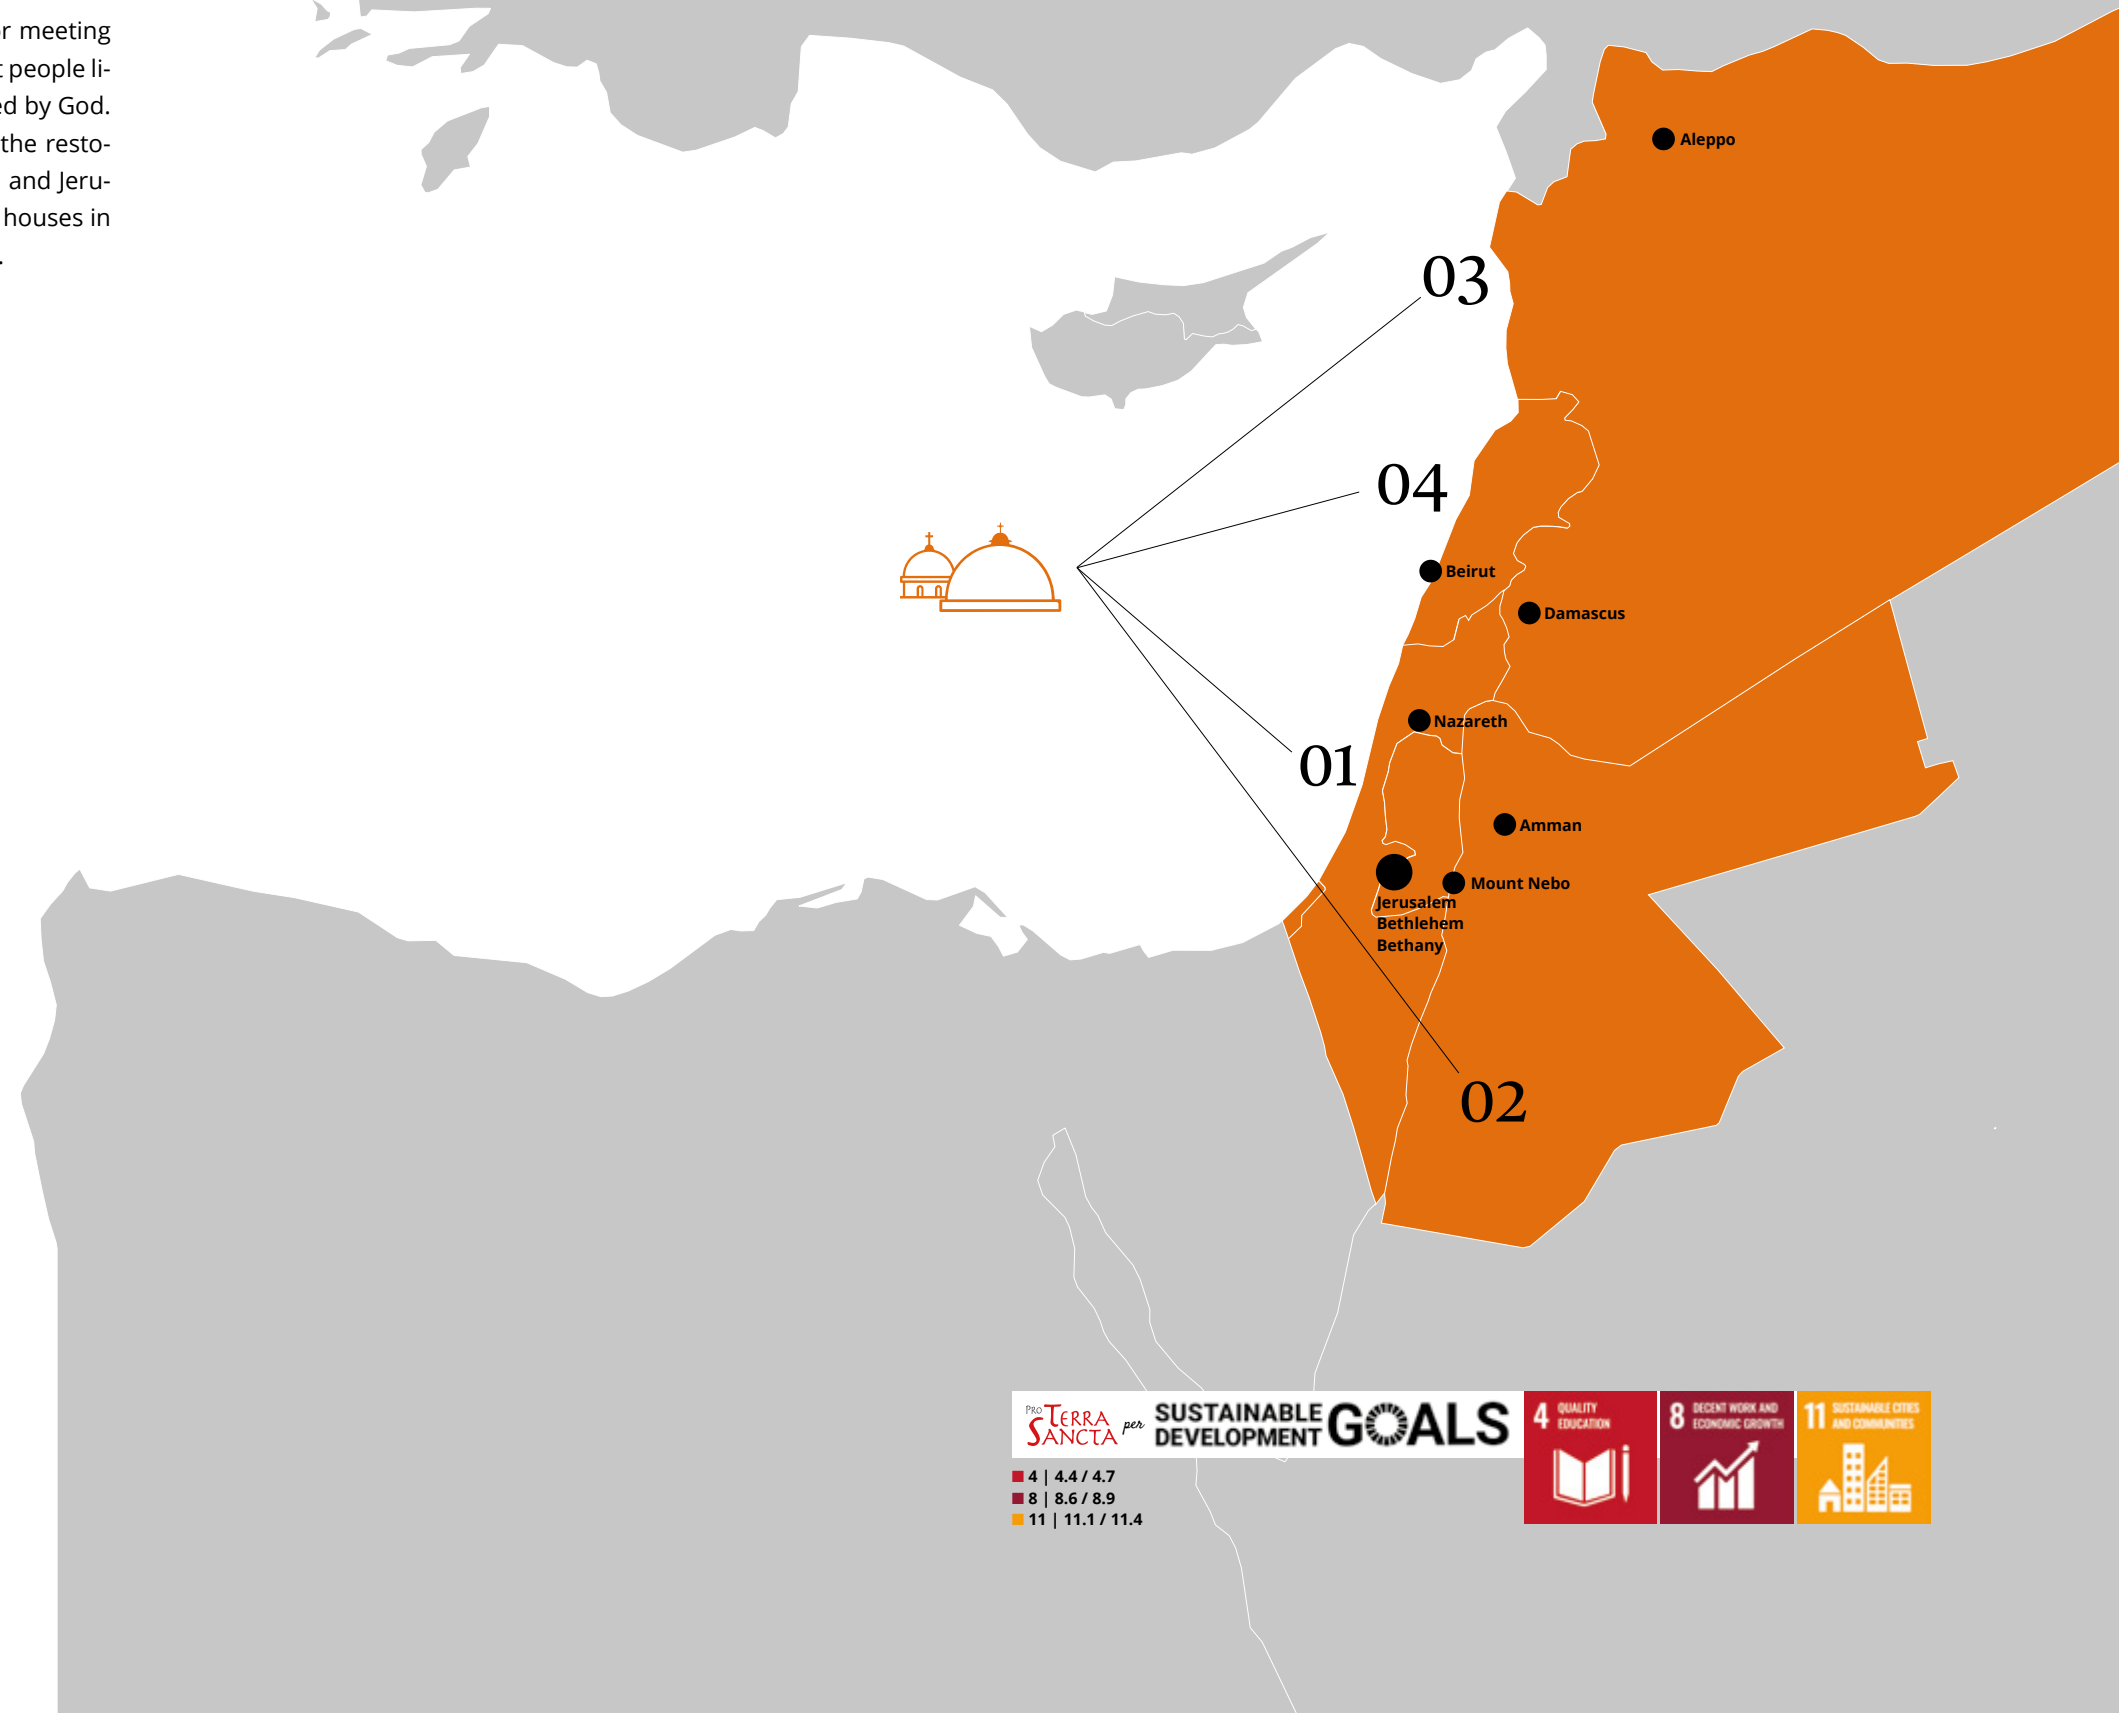 r meeting
t people li-
ed by God.
the resto-
and Jeru-
houses in
.
Aleppo
03
04
Beirut
Damascus
Nazareth
01
Amman
Mount Nebo
Jerusalem
Bethlehem
Bethany
02
PRO TERRA SANCTA
per
SUSTAINABLE
DEVELOPMENT
GOALS
4 QUALITY
EDUCATION
8 DECENT WORK AND
ECONOMIC GROWTH
11 SUSTAINABLE CITIES
AND COMMUNITIES
4 | 4.4 / 4.7
8 | 8.6 / 8.9
11 | 11.1 / 11.4